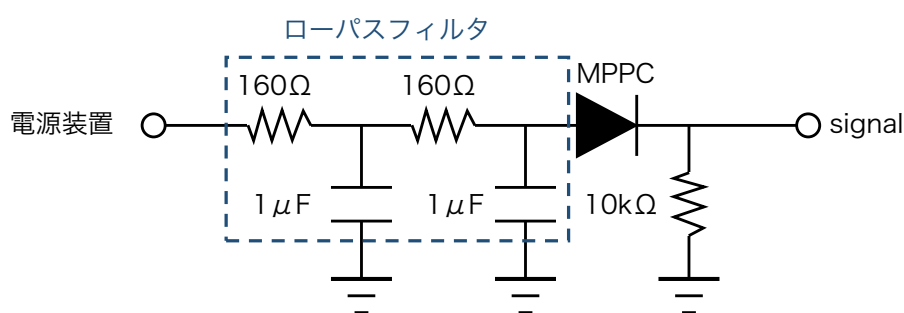 ローパスフィルタ
MPPC
160Ω
160Ω
電源装置
signal
1μF
1μF
10kΩ